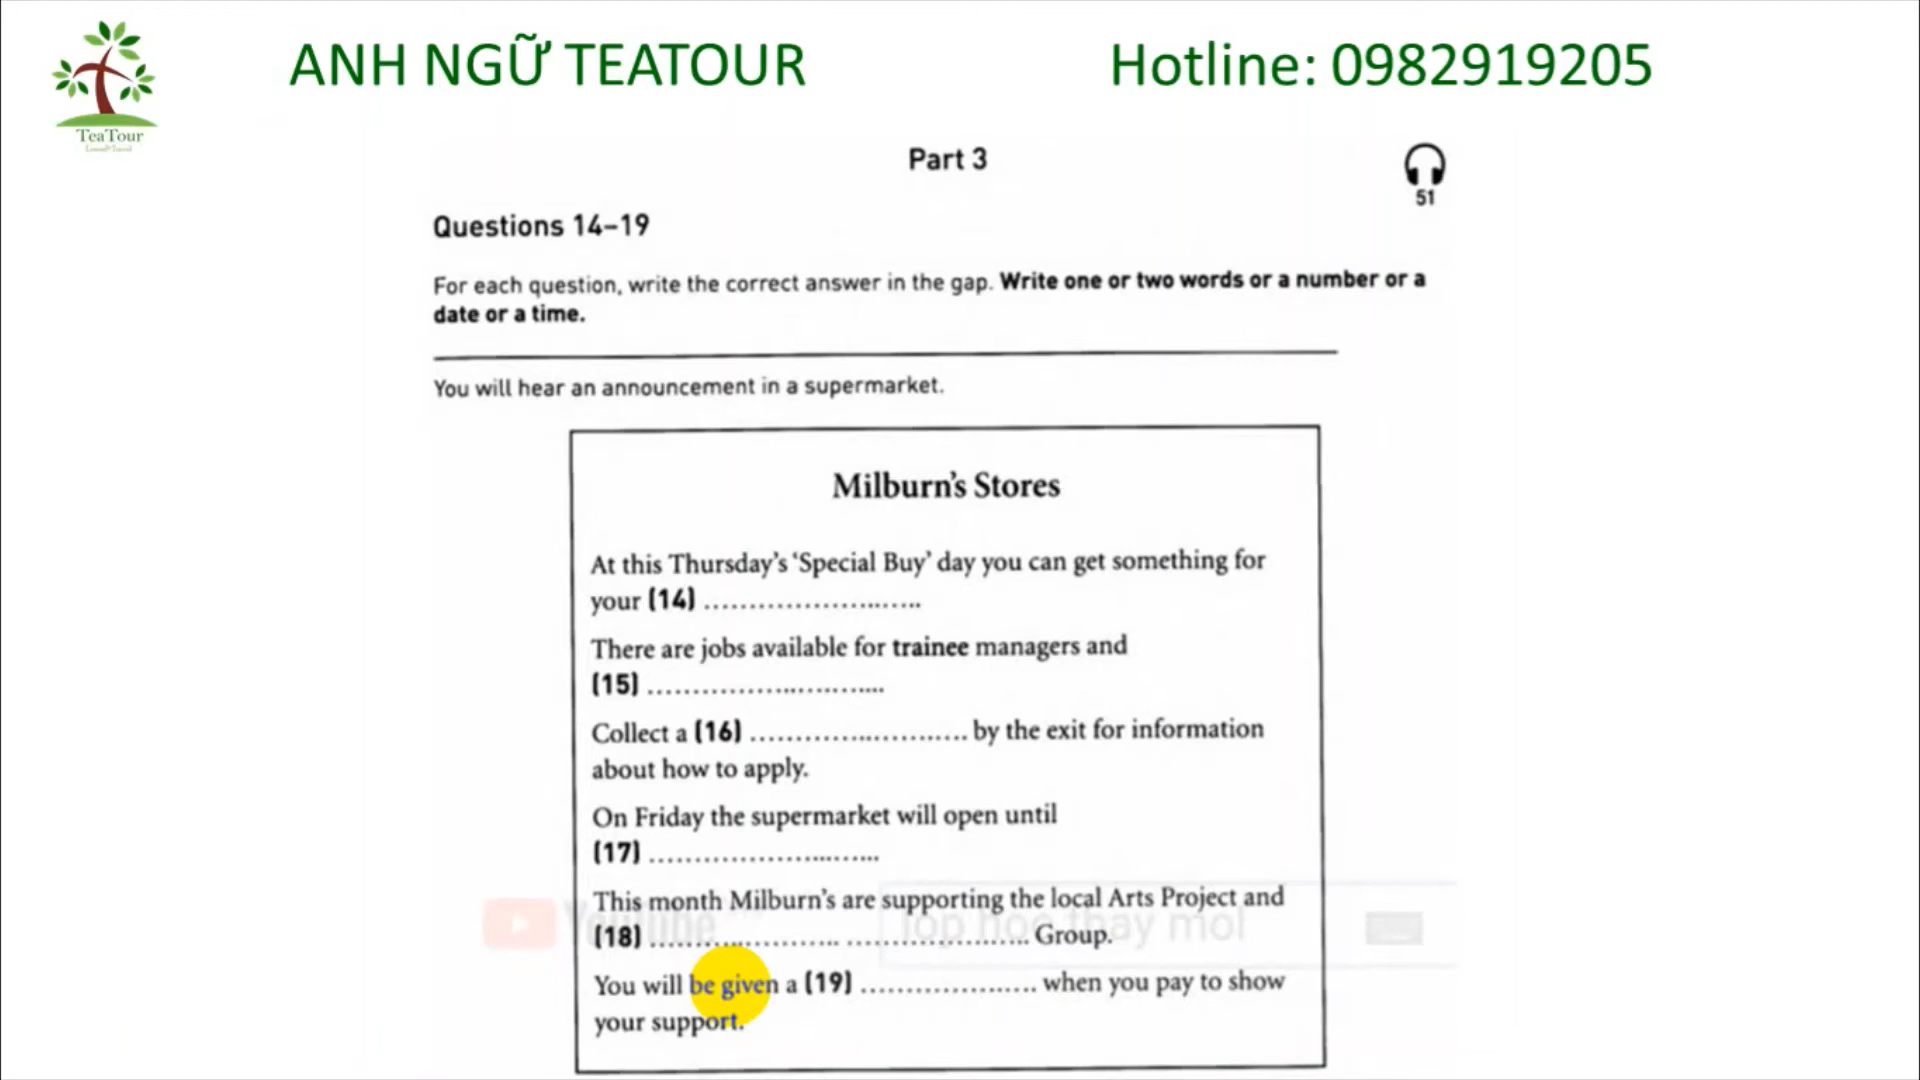 ANH NGỮ TEATOUR
Hotline: 0982919205
TeaTour
Part 3
51
Questions 14–19
For each question, write the correct answer in the gap. Write one or two words or a number or a
date or a time.
You will hear an announcement in a supermarket.
Milburn's Stores
At this Thursday's 'Special Buy' day you can get something for
your (14) ........................
There are jobs available for trainee managers and
(15) ..........................
Collect a (16) ........................ by the exit for information
about how to apply.
On Friday the supermarket will open until
(17) ..........................
This month Milburn's are supporting the local Arts Project and
(18) ..................... .................... Group.
You will be given a (19) .................... when you pay to show
your support.
YouTube
lop hoc thay mol